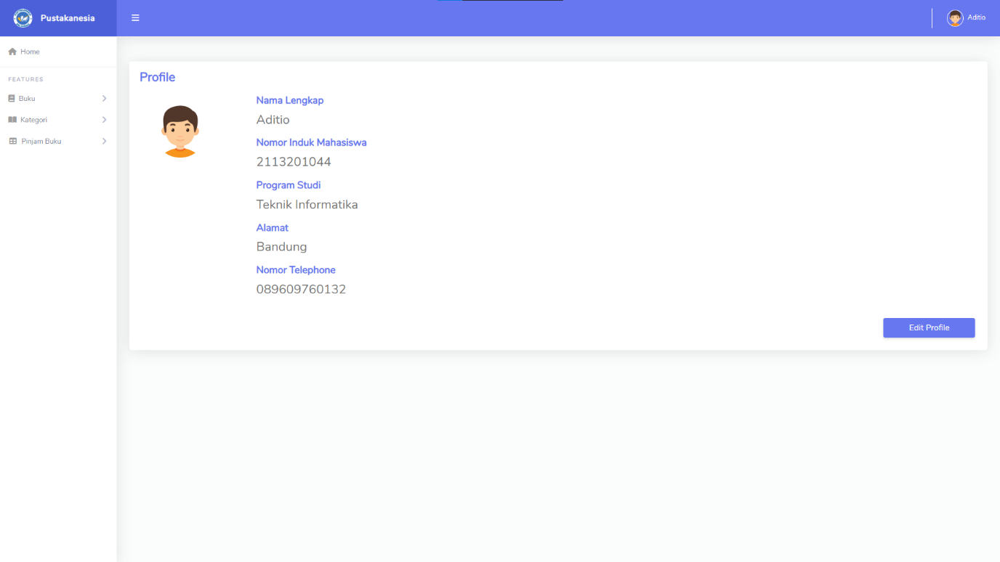 Pustakanesia
Aditio
Home
FEATURES
Buku
Kategori
Pinjam Buku
Profile
Nama Lengkap
Aditio
Nomor Induk Mahasiswa
2113201044
Program Studi
Teknik Informatika
Alamat
Bandung
Nomor Telephone
089609760132
Edit Profile